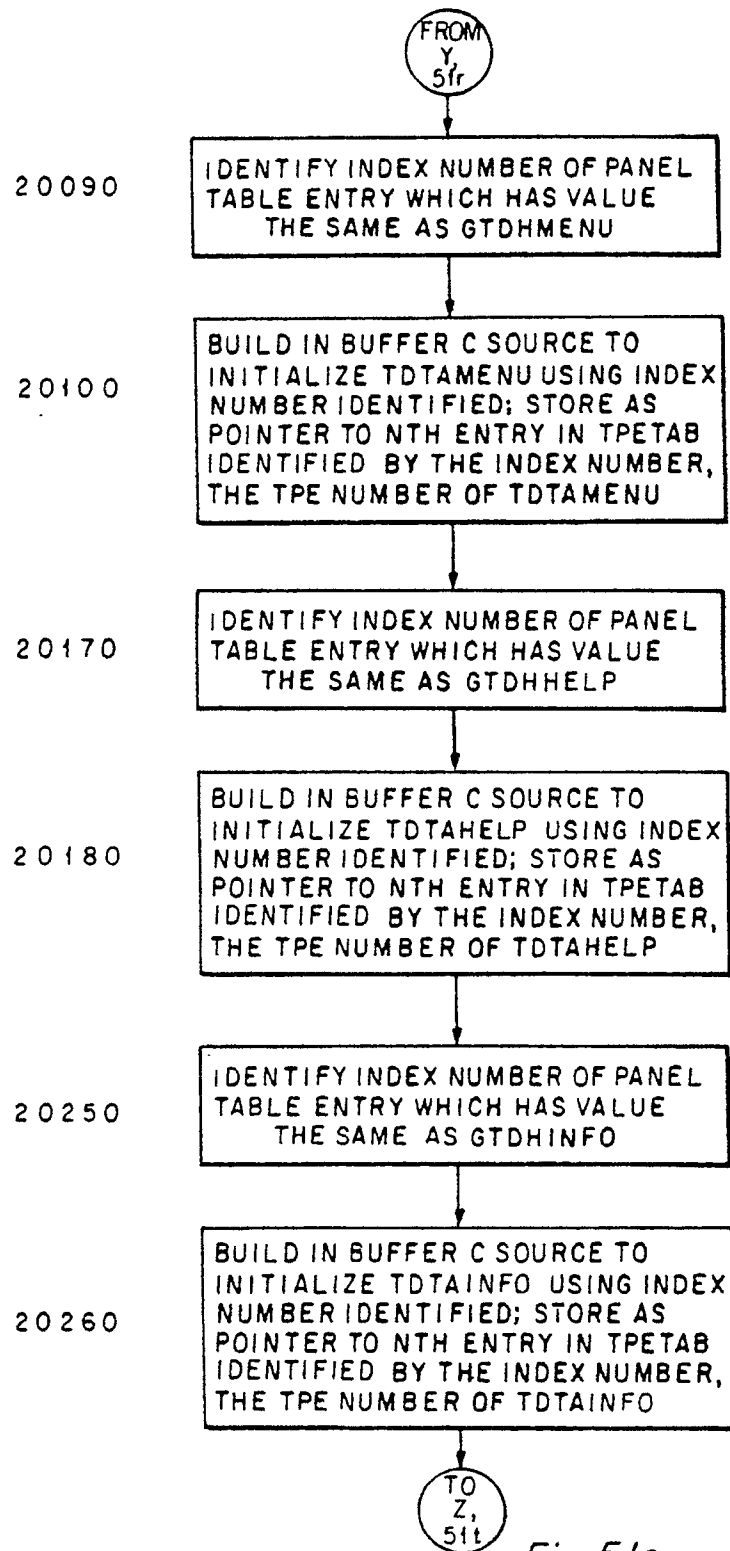 FROM
Y,
51r
20090
IDENTIFY INDEX NUMBER OF PANEL
TABLE ENTRY WHICH HAS VALUE
THE SAME AS GTDHMENU
20100
BUILD IN BUFFER C SOURCE TO
INITIALIZE TDTAMENU USING INDEX
NUMBER IDENTIFIED; STORE AS
POINTER TO NTH ENTRY IN TPETAB
IDENTIFIED BY THE INDEX NUMBER,
THE TPE NUMBER OF TDTAMENU
20170
IDENTIFY INDEX NUMBER OF PANEL
TABLE ENTRY WHICH HAS VALUE
THE SAME AS GTDHHELP
20180
BUILD IN BUFFER C SOURCE TO
INITIALIZE TDTAHELP USING INDEX
NUMBER IDENTIFIED; STORE AS
POINTER TO NTH ENTRY IN TPETAB
IDENTIFIED BY THE INDEX NUMBER,
THE TPE NUMBER OF TDTAHELP
20250
IDENTIFY INDEX NUMBER OF PANEL
TABLE ENTRY WHICH HAS VALUE
THE SAME AS GTDHINFO
20260
BUILD IN BUFFER C SOURCE TO
INITIALIZE TDTAINFO USING INDEX
NUMBER IDENTIFIED; STORE AS
POINTER TO NTH ENTRY IN TPETAB
IDENTIFIED BY THE INDEX NUMBER,
THE TPE NUMBER OF TDTAINFO
TO
Z,
51t